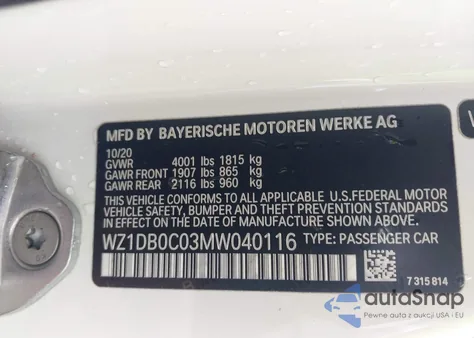 MFD BY BAYERISCHE MOTOREN WERKE AG
10/20
GVWR 4001 lbs 1815 kg
GAWR FRONT 1907 lbs 865 kg
GAWR REAR 2116 lbs 960 kg
THIS VEHICLE CONFORMS TO ALL APPLICABLE U.S.FEDERAL MOTOR
VEHICLE SAFETY, BUMPER, AND THEFT PREVENTION STANDARDS IN EFFECT
ON THE DATE OF MANUFACTURE SHOWN ABOVE.
WZ1DB0C03MW040116 TYPE: PASSENGER CAR
7 315 814
autoSnap
Pewne auto z aukcji USA i EU